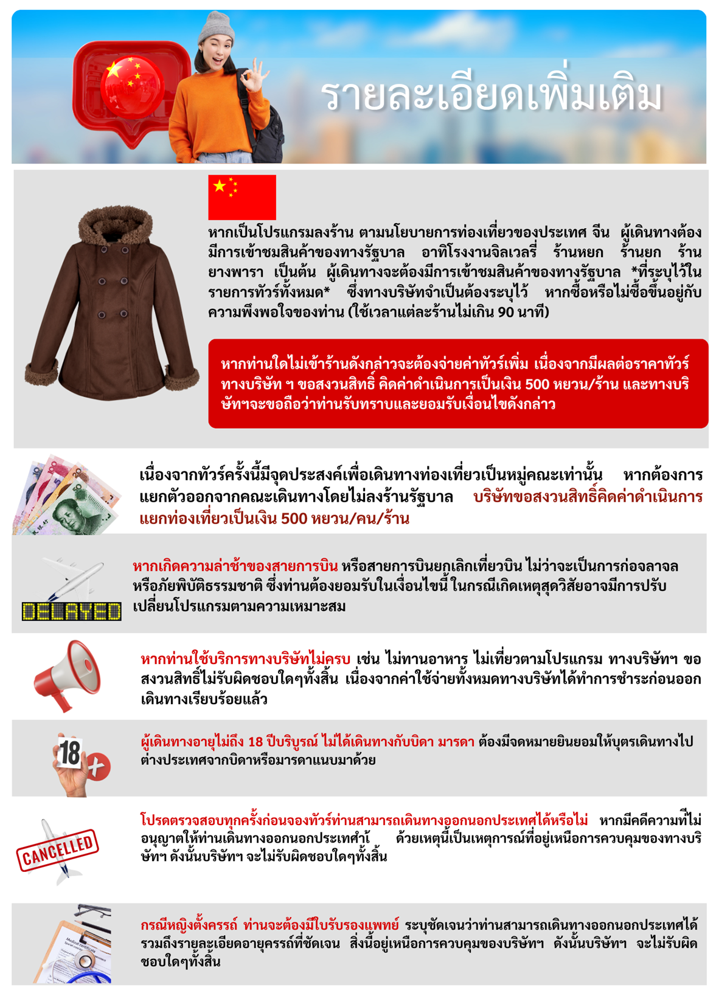 รายละเอียดเพิ่มเติม
หากเป็นโปรแกรมลงร้าน ตามนโยบายการท่องเที่ยวของประเทศ จีน ผู้เดินทางต้อง
มีการเข้าชมสินค้าของทางรัฐบาล อาทิโรงงานจิลเวลรี่ ร้านหยก ร้านยก ร้าน
ยางพารา เป็นต้น ผู้เดินทางจะต้องมีการเข้าชมสินค้าของทางรัฐบาล *ที่ระบุไว้ใน
รายการทัวร์ทั้งหมด* ซึ่งทางบริษัทจำเป็นต้องระบุไว้ หากซื้อหรือไม่ซื้อขึ้นอยู่กับ
ความพึงพอใจของท่าน (ใช้เวลาแต่ละร้านไม่เกิน 90 นาที)
หากท่านใดไม่เข้าร้านดังกล่าวจะต้องจ่ายค่าทัวร์เพิ่ม เนื่องจากมีผลต่อราคาทัวร์
ทางบริษัท ฯ ขอสงวนสิทธิ์ คิดค่าดำเนินการเป็นเงิน 500 หยวน/ร้าน และทางบริ
ษัทฯจะขอถือว่าท่านรับทราบและยอมรับเงื่อนไขดังกล่าว
เนื่องจากทัวร์ครั้งนี้มีจุดประสงค์เพื่อเดินทางท่องเที่ยวเป็นหมู่คณะเท่านั้น หากต้องการ
แยกตัวออกจากคณะเดินทางโดยไม่ลงร้านรัฐบาล บริษัทขอสงวนสิทธิ์คิดค่าดำเนินการ
แยกท่องเที่ยวเป็นเงิน 500 หยวน/คน/ร้าน
DELAYED
หากเกิดความล่าช้าของสายการบิน หรือสายการบินยกเลิกเที่ยวบิน ไม่ว่าจะเป็นการก่อจลาจล
หรือภัยพิบัติธรรมชาติ ซึ่งท่านต้องยอมรับในเงื่อนไขนี้ ในกรณีเกิดเหตุสุดวิสัยอาจมีการปรับ
เปลี่ยนโปรแกรมตามความเหมาะสม
หากท่านใช้บริการทางบริษัทไม่ครบ เช่น ไม่ทานอาหาร ไม่เที่ยวตามโปรแกรม ทางบริษัทฯ ขอ
สงวนสิทธิ์ไม่รับผิดชอบใดๆทั้งสิ้น เนื่องจากค่าใช้จ่ายทั้งหมดทางบริษัทได้ทำการชำระก่อนออก
เดินทางเรียบร้อยแล้ว
18
ผู้เดินทางอายุไม่ถึง 18 ปีบริบูรณ์ ไม่ได้เดินทางกับบิดา มารดา ต้องมีจดหมายยินยอมให้บุตรเดินทางไป
ต่างประเทศจากบิดาหรือมารดาแนบมาด้วย
CANCELLED
โปรดตรวจสอบทุกครั้งก่อนจองทัวร์ท่านสามารถเดินทางออกนอกประเทศได้หรือไม่ หากมีคดีความที่ไม่
อนุญาตให้ท่านเดินทางออกนอกประเทศำเ้ ด้วยเหตุนี้เป็นเหตุการณ์ที่อยู่เหนือการควบคุมของทางบริ
ษัทฯ ดังนั้นบริษัทฯ จะไม่รับผิดชอบใดๆทั้งสิ้น
Medical certificate
กรณีหญิงตั้งครรถ์ ท่านจะต้องมีใบรับรองแพทย์ ระบุชัดเจนว่าท่านสามารถเดินทางออกนอกประเทศได้
รวมถึงรายละเอียดอายุครรถ์ที่ชัดเจน สิ่งนี้อยู่เหนือการควบคุมของบริษัทฯ ดังนั้นบริษัทฯ จะไม่รับผิด
ชอบใดๆทั้งสิ้น